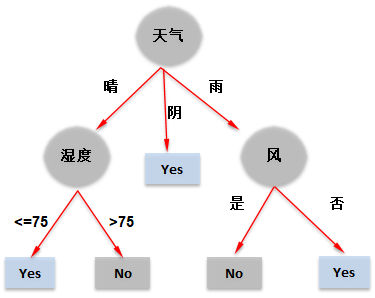 天气
晴
雨
阴
湿度
Yes
风
<=75
>75
是
否
Yes
No
No
Yes